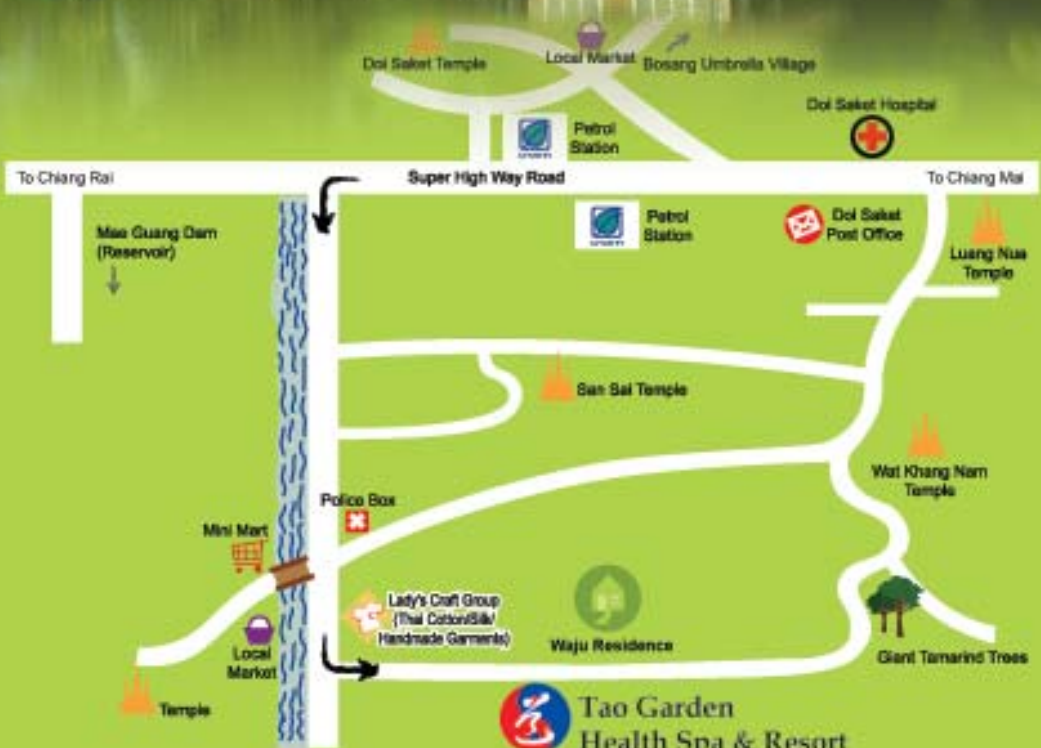 Doi Saket Temple
Local Market
Bosang Umbrella Village
Doi Saket Hospital
Petrol
Station
To Chiang Rai
Super High Way Road
To Chiang Mai
Mae Guang Dam
(Reservoir)
Petrol
Station
Doi Saket
Post Office
Luang Nua
Temple
San Sai Temple
Wat Khang Nam
Temple
Police Box
Mini Mart
Lady's Craft Group
(Thai Cotton/Silk/
Handmade Garments)
Waju Residence
Local
Market
Giant Tamarind Trees
Temple
Tao Garden
Health Spa & Resort